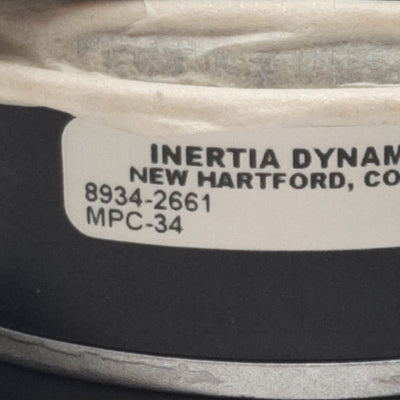 INERTIA DYNAM
NEW HARTFORD, CO
8934-2661
MPC-34